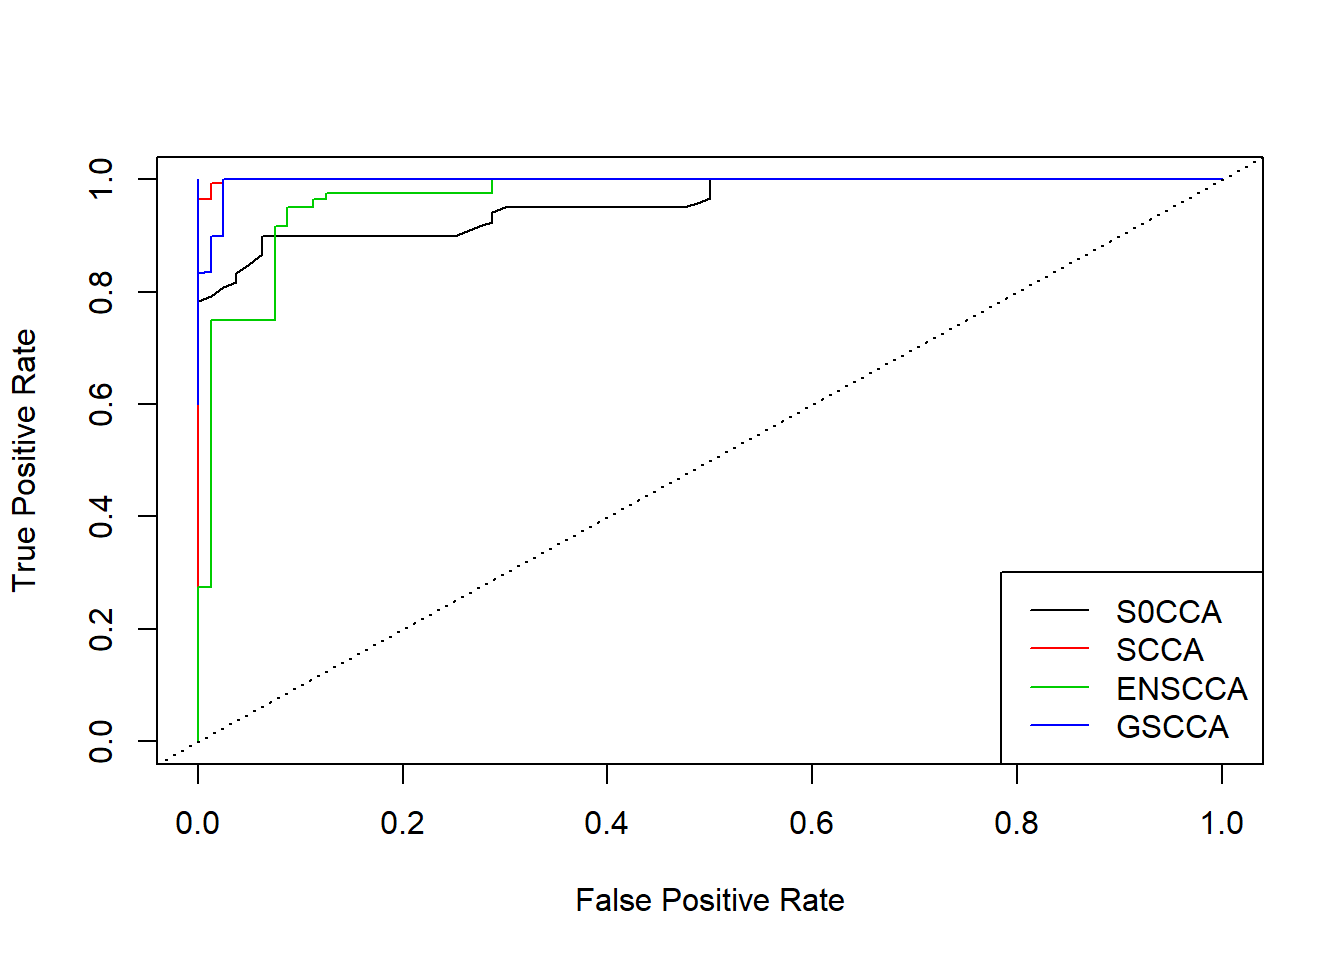 True Positive Rate
1.0
0.8
0.6
0.4
0.2
0.0
S0CCA
SCCA
ENSCCA
GSCCA
0.0 0.2 0.4 0.6 0.8 1.0
False Positive Rate